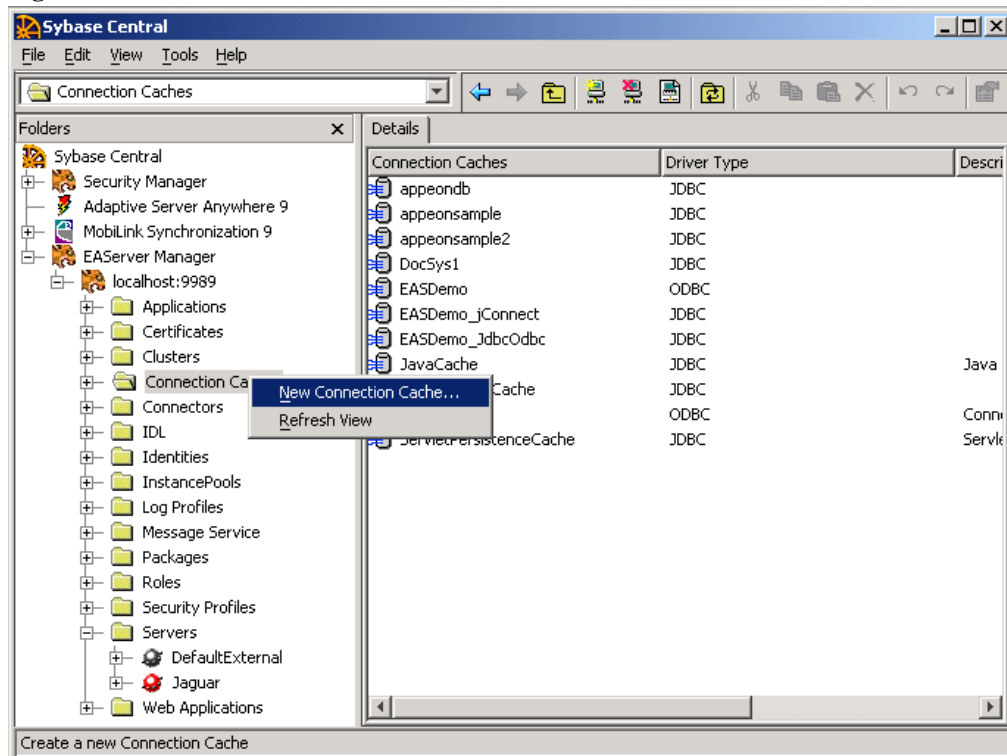 Sybase Central
File Edit View Tools Help
Connection Caches
Folders
Sybase Central
Security Manager
Adaptive Server Anywhere 9
MobiLink Synchronization 9
EAServer Manager
localhost:9989
Applications
Certificates
Clusters
Connection Ca
Connectors
IDL
Identities
InstancePools
Log Profiles
Message Service
Packages
Roles
Security Profiles
Servers
DefaultExternal
Jaguar
Web Applications
New Connection Cache...
Refresh View
Details
Connection Caches Driver Type Descri
appeondb JDBC
appeonsample JDBC
appeonsample2 JDBC
DocSys1 JDBC
EASDemo ODBC
EASDemo_jConnect JDBC
EASDemo_JdbcOdbc JDBC
JavaCache JDBC Java
Cache JDBC
ODBC Conn
ServletPersistenceCache JDBC Servle
Create a new Connection Cache